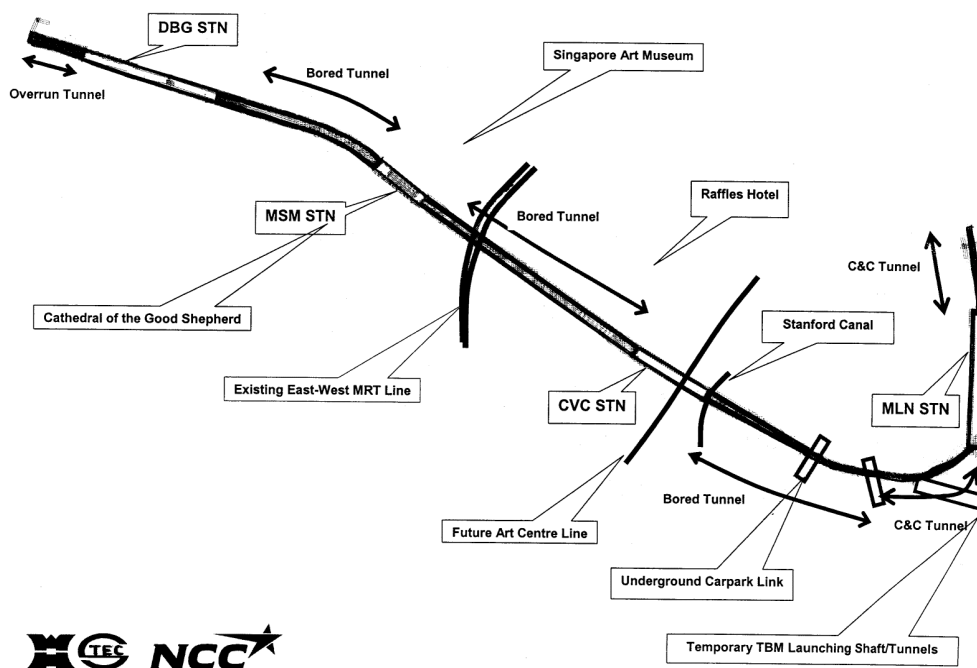 DBG STN
Singapore Art Museum
Bored Tunnel
Overrun Tunnel
MSM STN
Bored Tunnel
Raffles Hotel
C&C Tunnel
Cathedral of the Good Shepherd
Stanford Canal
Existing East-West MRT Line
CVC STN
MLN STN
Bored Tunnel
C&C Tunnel
Future Art Centre Line
Underground Carpark Link
Temporary TBM Launching Shaft/Tunnels
TEC NCC